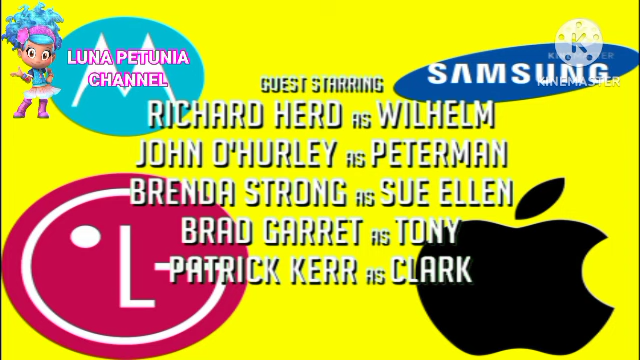 LUNA PETUNIA
CHANNEL
SAMSUNG
KINEMASTER
KINEMASTER
GUEST STARRING
RICHARD HERD AS WILHELM
JOHN O'HURLEY AS PETERMAN
BRENDA STRONG AS SUE ELLEN
BRAD GARRET AS TONY
PATRICK KERR AS CLARK
LG